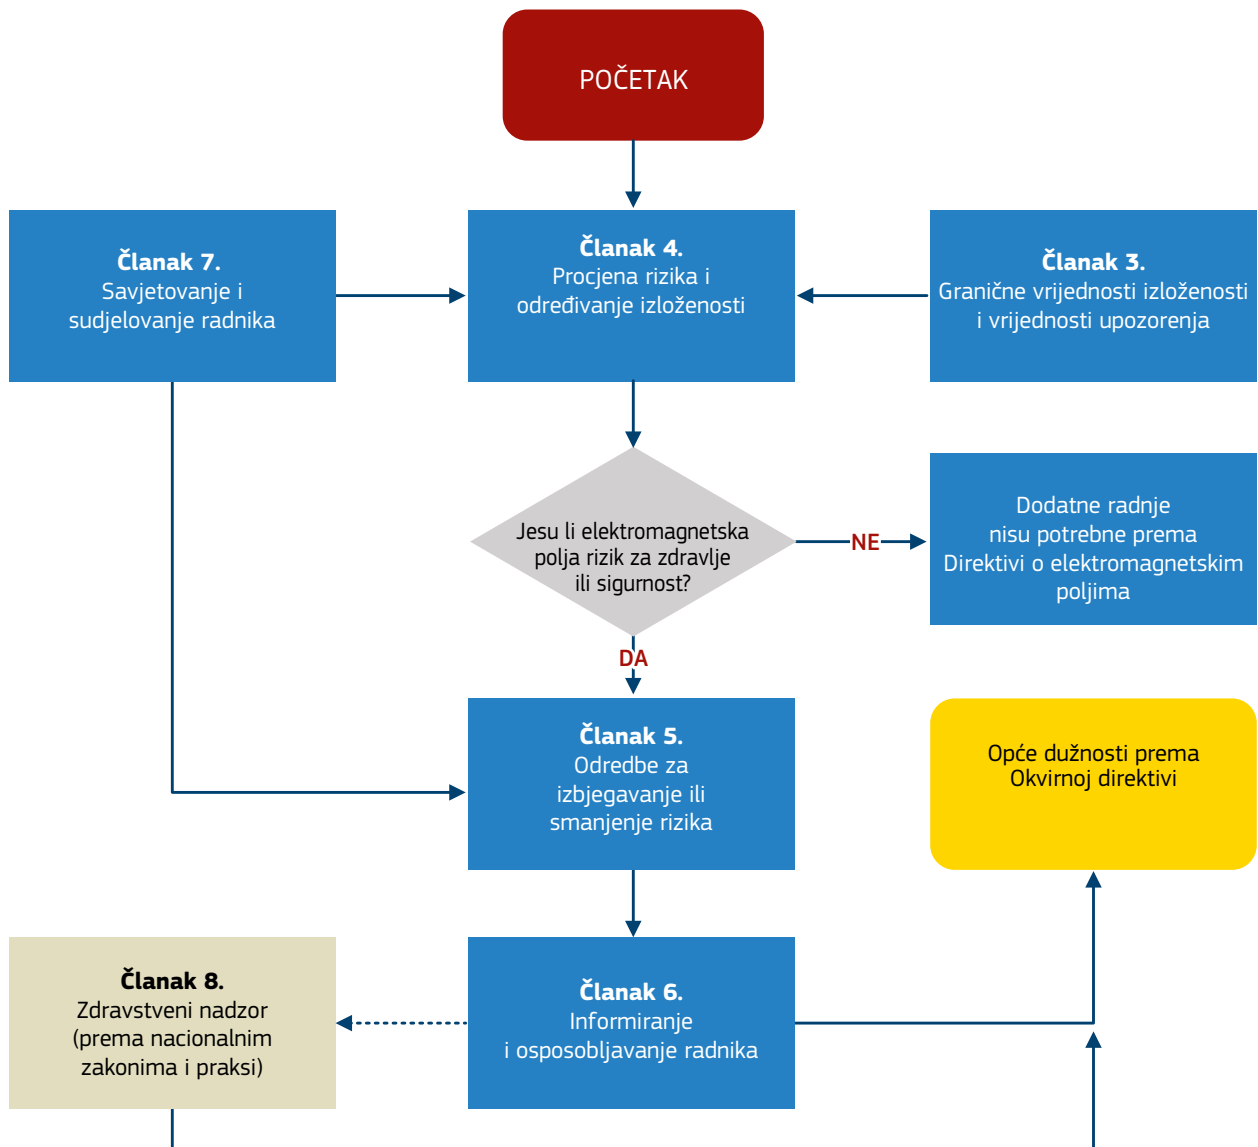 POČETAK
Članak 7.
Savjetovanje i
sudjelovanje radnika
Članak 4.
Procjena rizika i
određivanje izloženosti
Članak 3.
Granične vrijednosti izloženosti
i vrijednosti upozorenja
Jesu li elektromagnetska
polja rizik za zdravlje
ili sigurnost?
NE
Dodatne radnje
nisu potrebne prema
Direktivi o elektromagnetskim
poljima
DA
Članak 5.
Odredbe za
izbjegavanje ili
smanjenje rizika
Opće dužnosti prema
Okvirnoj direktivi
Članak 8.
Zdravstveni nadzor
(prema nacionalnim
zakonima i praksi)
Članak 6.
Informiranje
i osposobljavanje radnika